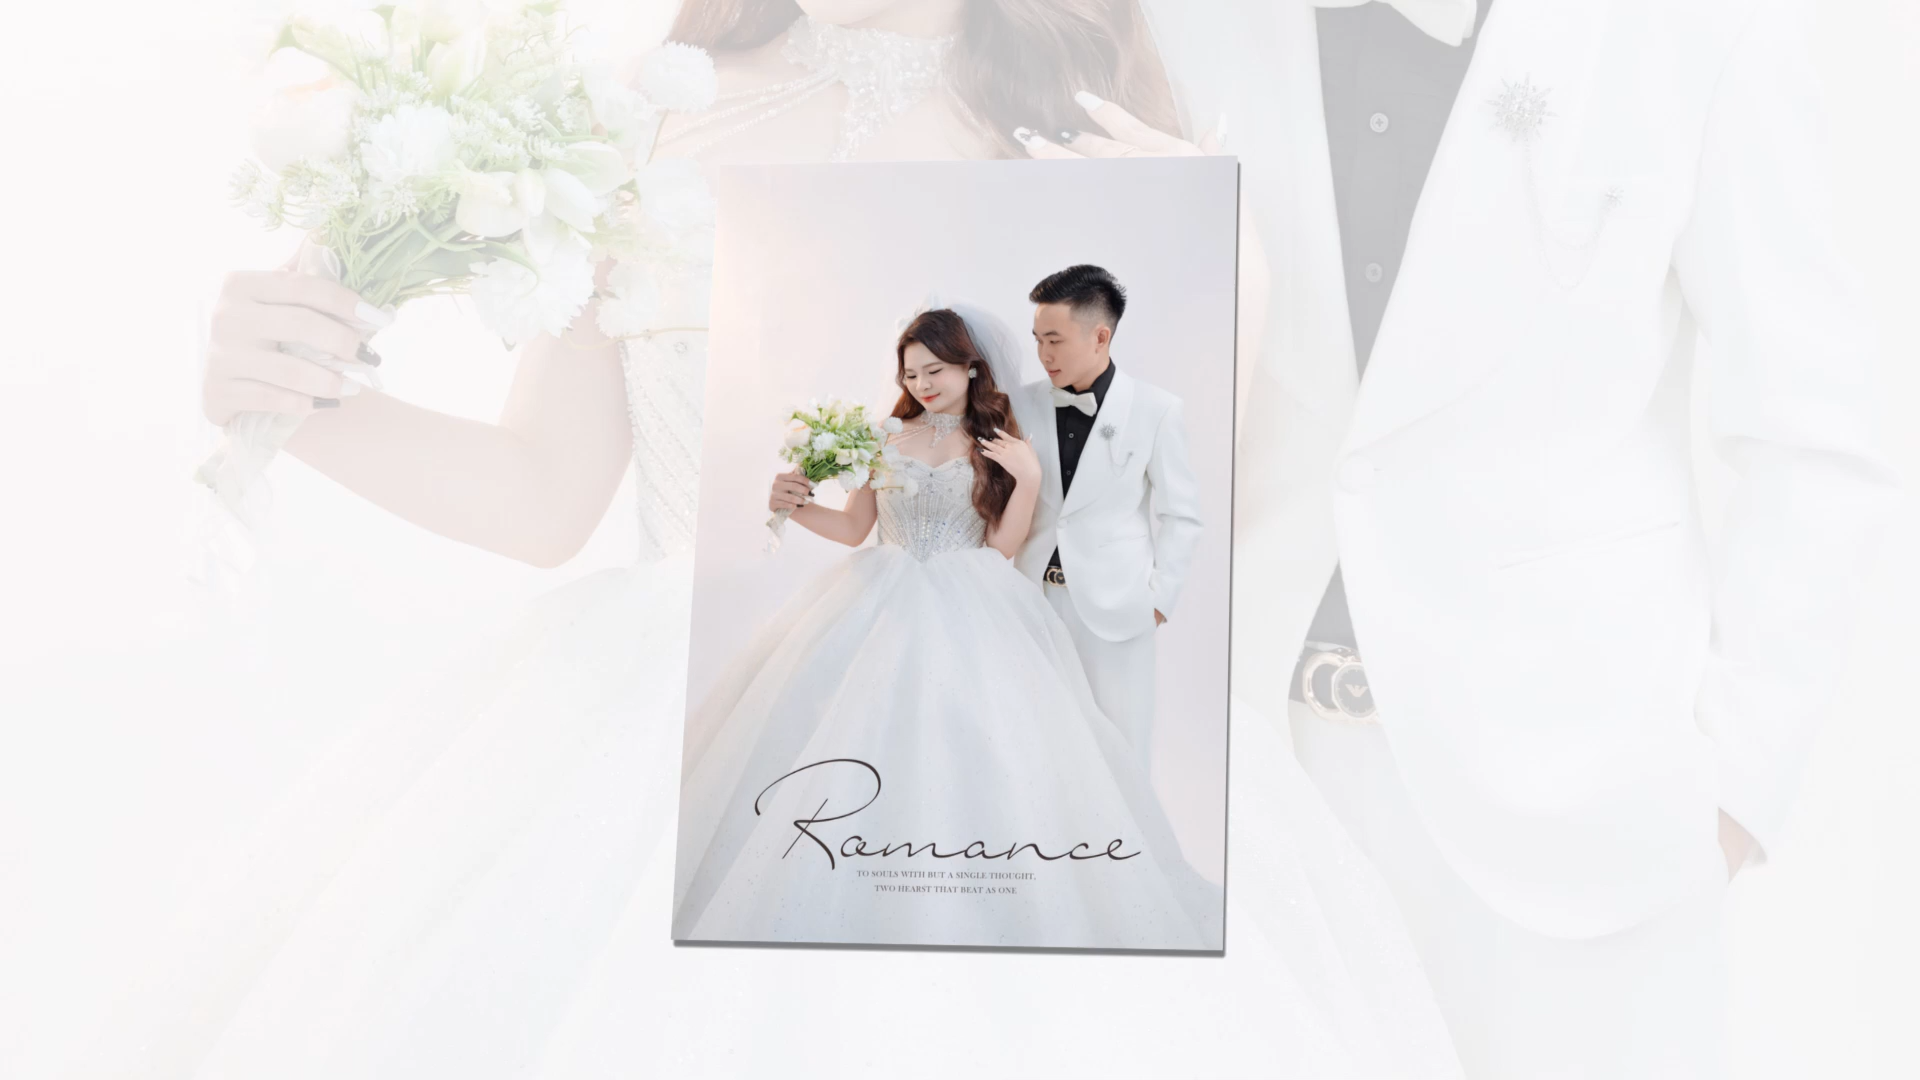 Romance
TO SOULS WITH BUT A SINGLE THOUGHT,
TWO HEARST THAT BEAT AS ONE